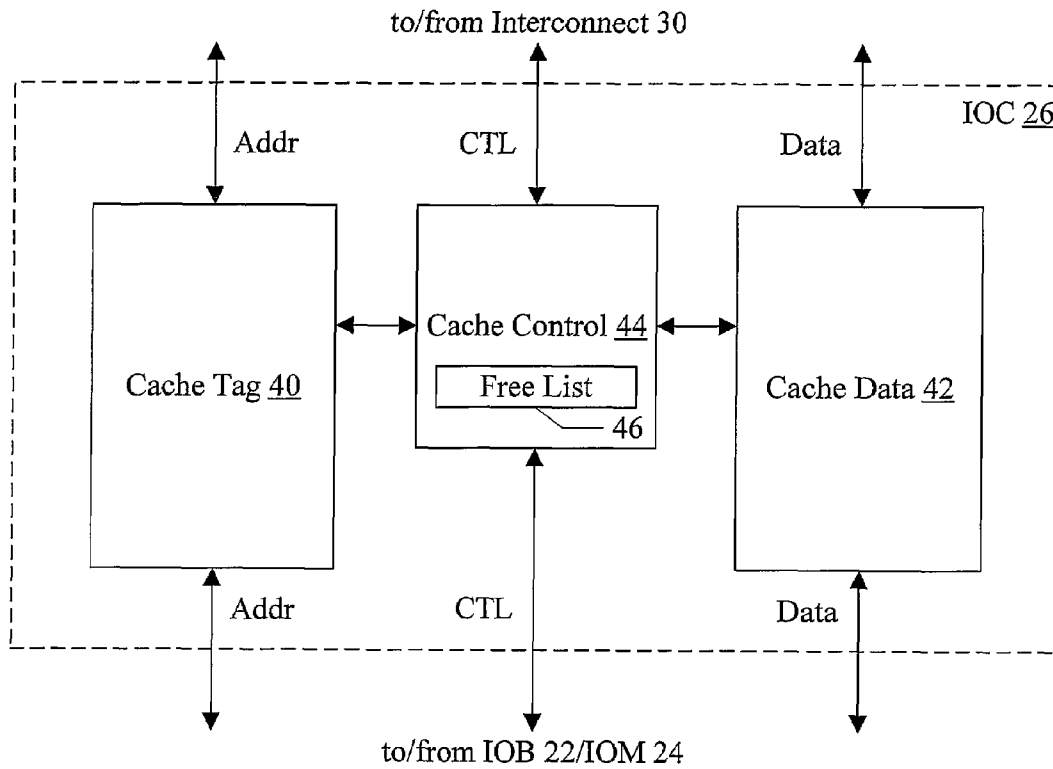 to/from Interconnect 30
IOC 26
Addr
CTL
Data
Cache Tag 40
Cache Control 44
Free List
46
Cache Data 42
Addr
CTL
Data
to/from IOB 22/IOM 24